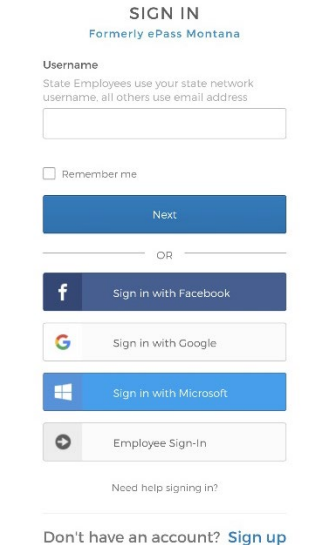 SIGN IN
Formerly ePass Montana
Username
State Employees use your state network
username, all others use email address
Remember me
Next
OR
Sign in with Facebook
Sign in with Google
Sign in with Microsoft
Employee Sign-In
Need help signing in?
Don't have an account? Sign up